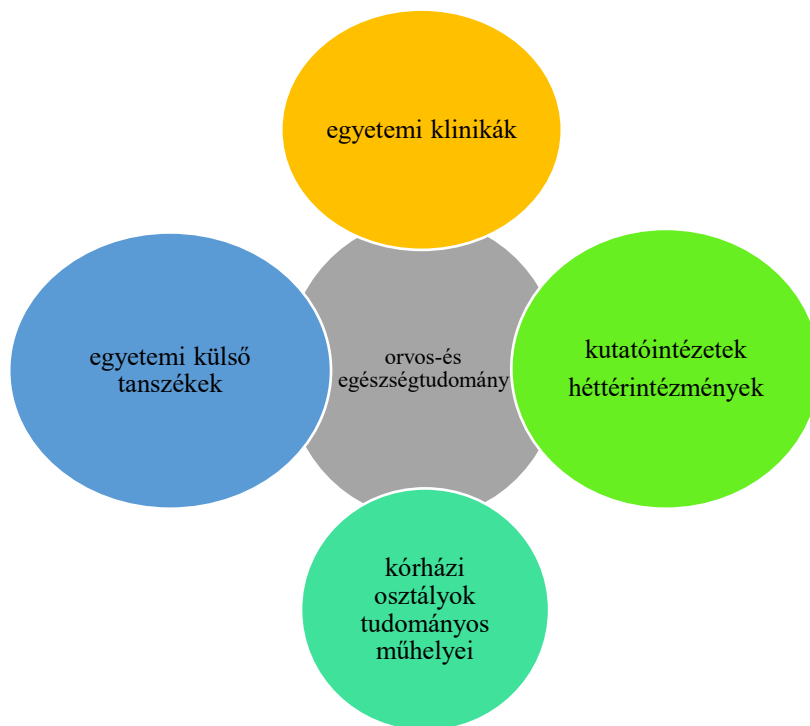 egyetemi klinikák
egyetemi külső
tanszékek
orvos-és
egészségtudomány
kutatóintézetek
héttérintézmények
kórházi
osztályok
tudományos
műhelyei